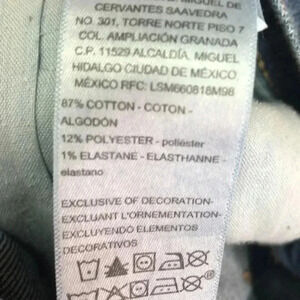 CERVANTES SAAVEDRA
NO. 301, TORRE NORTE PISO 7
COL. AMPLIACIÓN GRANADA
C.P. 11529 ALCALDÍA. MIGUEL
HIDALGO CIUDAD DE MÉXICO,
MÉXICO RFC: LSM660818M98
87% COTTON - COTON -
ALGODÓN
12% POLYESTER - poliéster
1% ELASTANE - ELASTHANNE -
elastano
EXCLUSIVE OF DECORATION-
EXCLUANT L'ORNEMENTATION-
EXCLUYENDO ELEMENTOS
DECORATIVOS